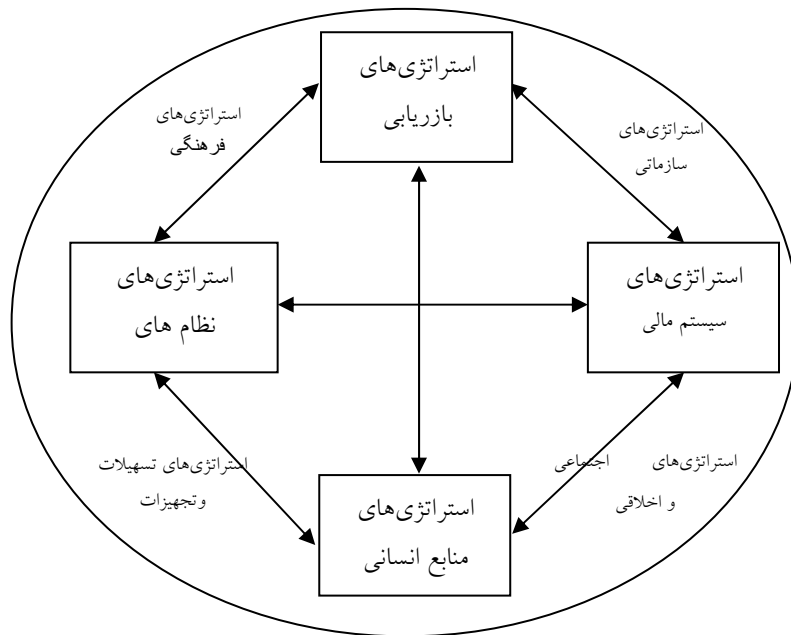 استراتژی‌های
بازریابی
استراتژی‌های
سازماتی
استراتژی‌های
فرهنگی
استراتژی‌های
سیستم مالی
استراتژی‌های
نظام های
استراتژی‌های اجتماعی
و اخلاقی
استراتژی‌های تسهیلات
وتجهیزات
استراتژی‌های
منابع انسانی